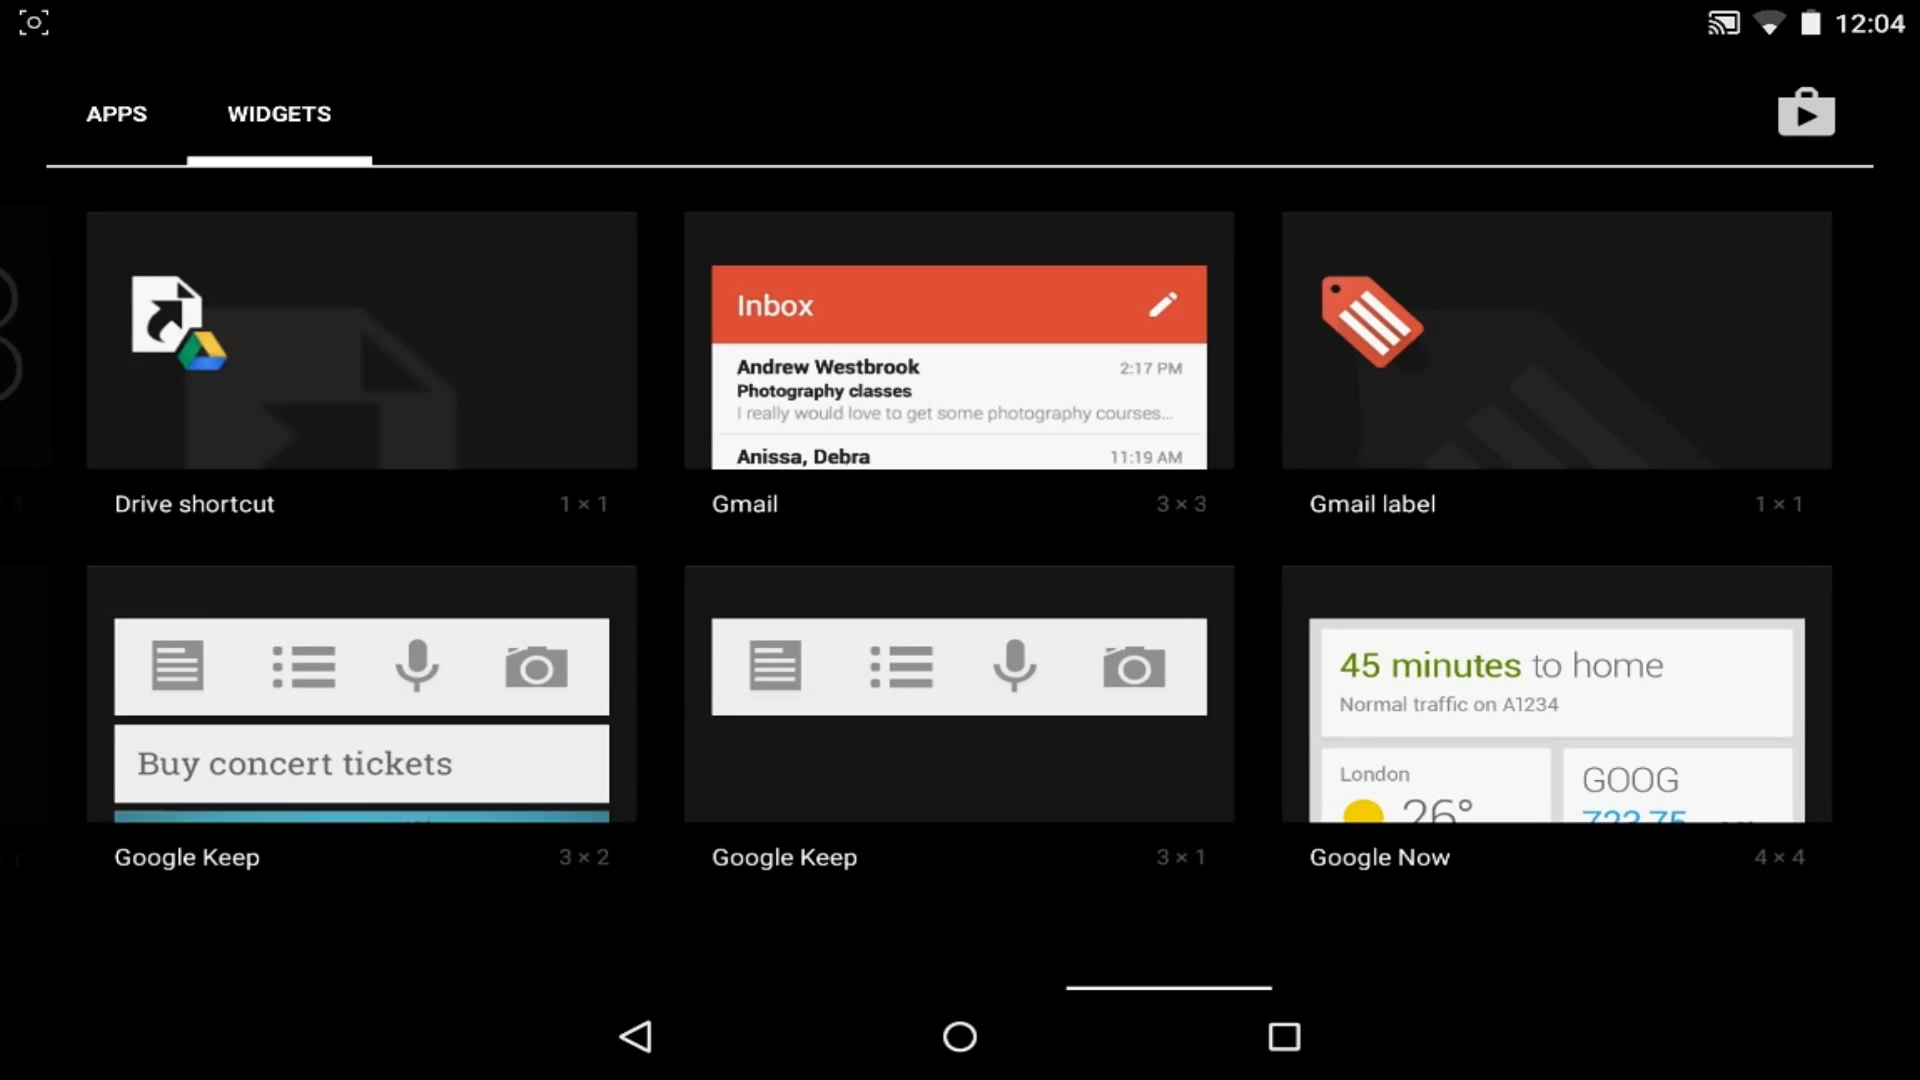 12:04
APPS WIDGETS
Inbox
Andrew Westbrook 2:17 PM
Photography classes
I really would love to get some photography courses...
Anissa, Debra 11:19 AM
Drive shortcut 1 × 1
Gmail 3 × 3
Gmail label 1 × 1
Buy concert tickets
45 minutes to home
Normal traffic on A1234
London
26°
GOOG
723.75
Google Keep 3 × 2
Google Keep 3 × 1
Google Now 4 × 4